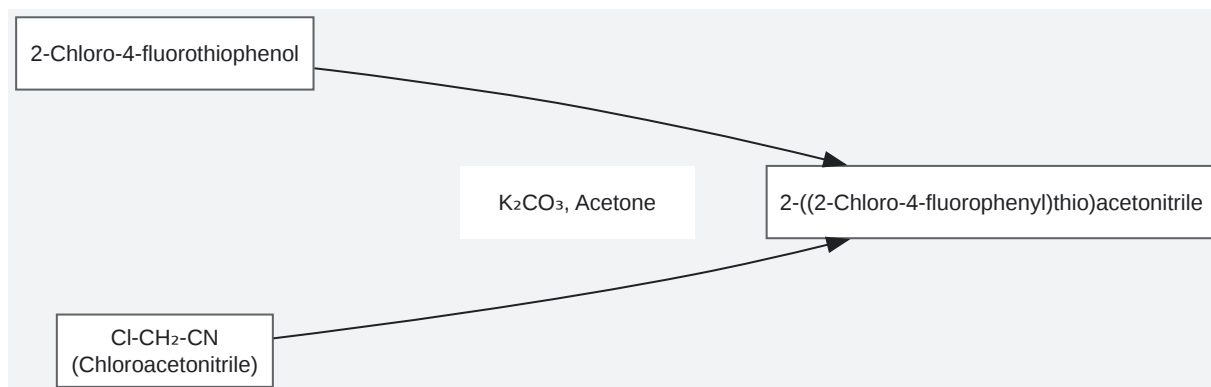 2-Chloro-4-fluorothiophenol
K₂CO₃, Acetone
2-((2-Chloro-4-fluorophenyl)thio)acetonitrile
Cl-CH₂-CN
(Chloroacetonitrile)